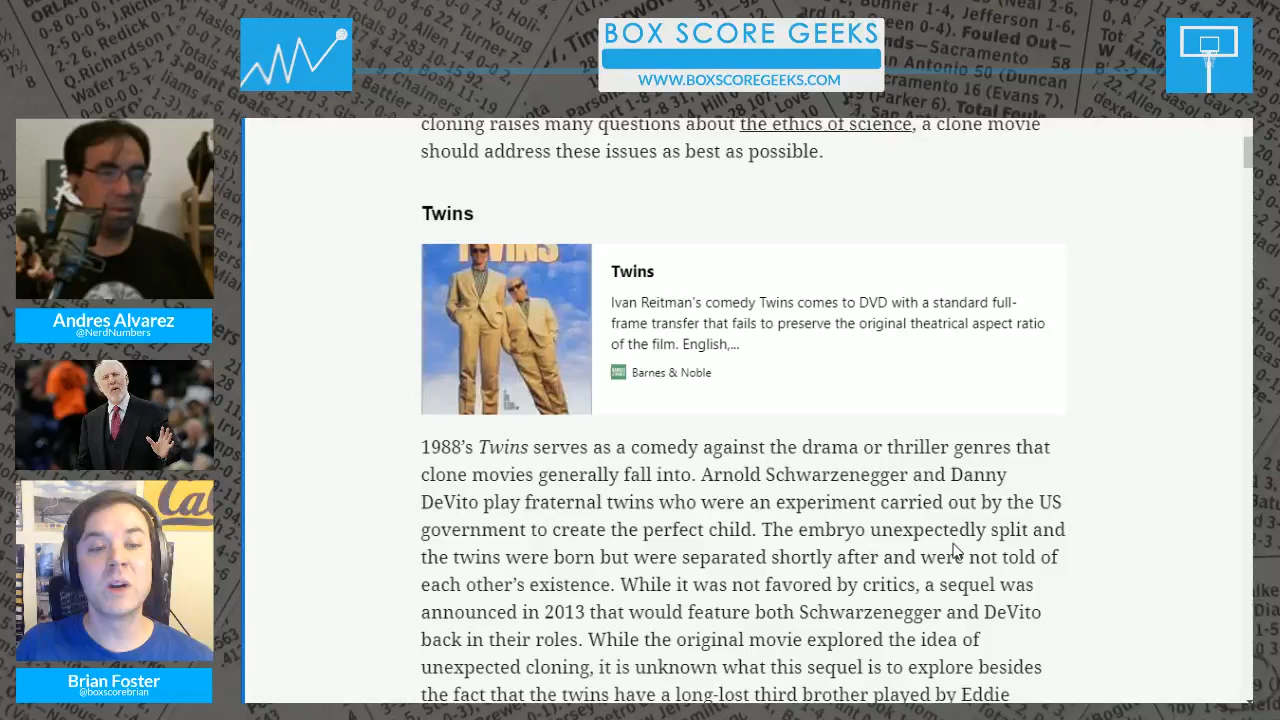 BOX SCORE GEEKS
WWW.BOXSCOREGEEKS.COM
cloning raises many questions about the ethics of science, a clone movie
should address these issues as best as possible.
Twins
TWINS
Twins
Ivan Reitman's comedy Twins comes to DVD with a standard full-
frame transfer that fails to preserve the original theatrical aspect ratio
of the film. English,...
Barnes & Noble
1988's Twins serves as a comedy against the drama or thriller genres that
clone movies generally fall into. Arnold Schwarzenegger and Danny
DeVito play fraternal twins who were an experiment carried out by the US
government to create the perfect child. The embryo unexpectedly split and
the twins were born but were separated shortly after and were not told of
each other's existence. While it was not favored by critics, a sequel was
announced in 2013 that would feature both Schwarzenegger and DeVito
back in their roles. While the original movie explored the idea of
unexpected cloning, it is unknown what this sequel is to explore besides
the fact that the twins have a long-lost third brother played by Eddie
Andres Alvarez
@NerdNumbers
Cal
Brian Foster
@boxscorebrian